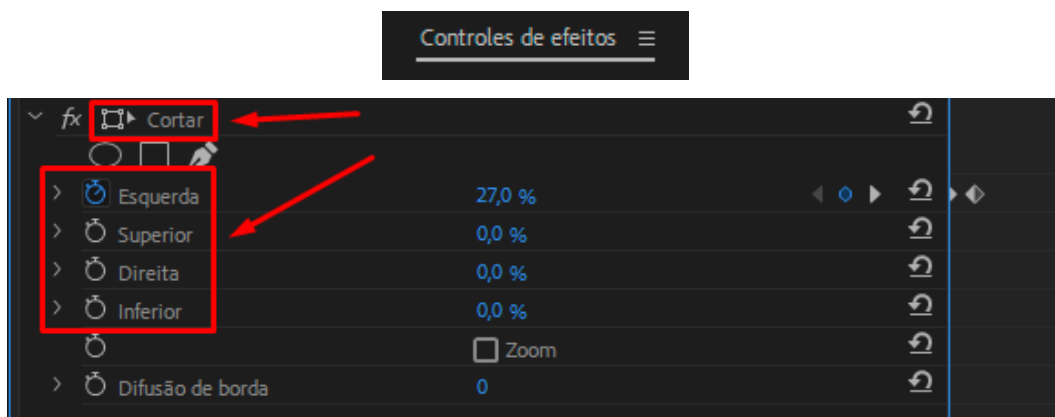 Controles de efeitos
fx Cortar
Esquerda 27,0 %
Superior 0,0 %
Direita 0,0 %
Inferior 0,0 %
Zoom
Difusão de borda 0